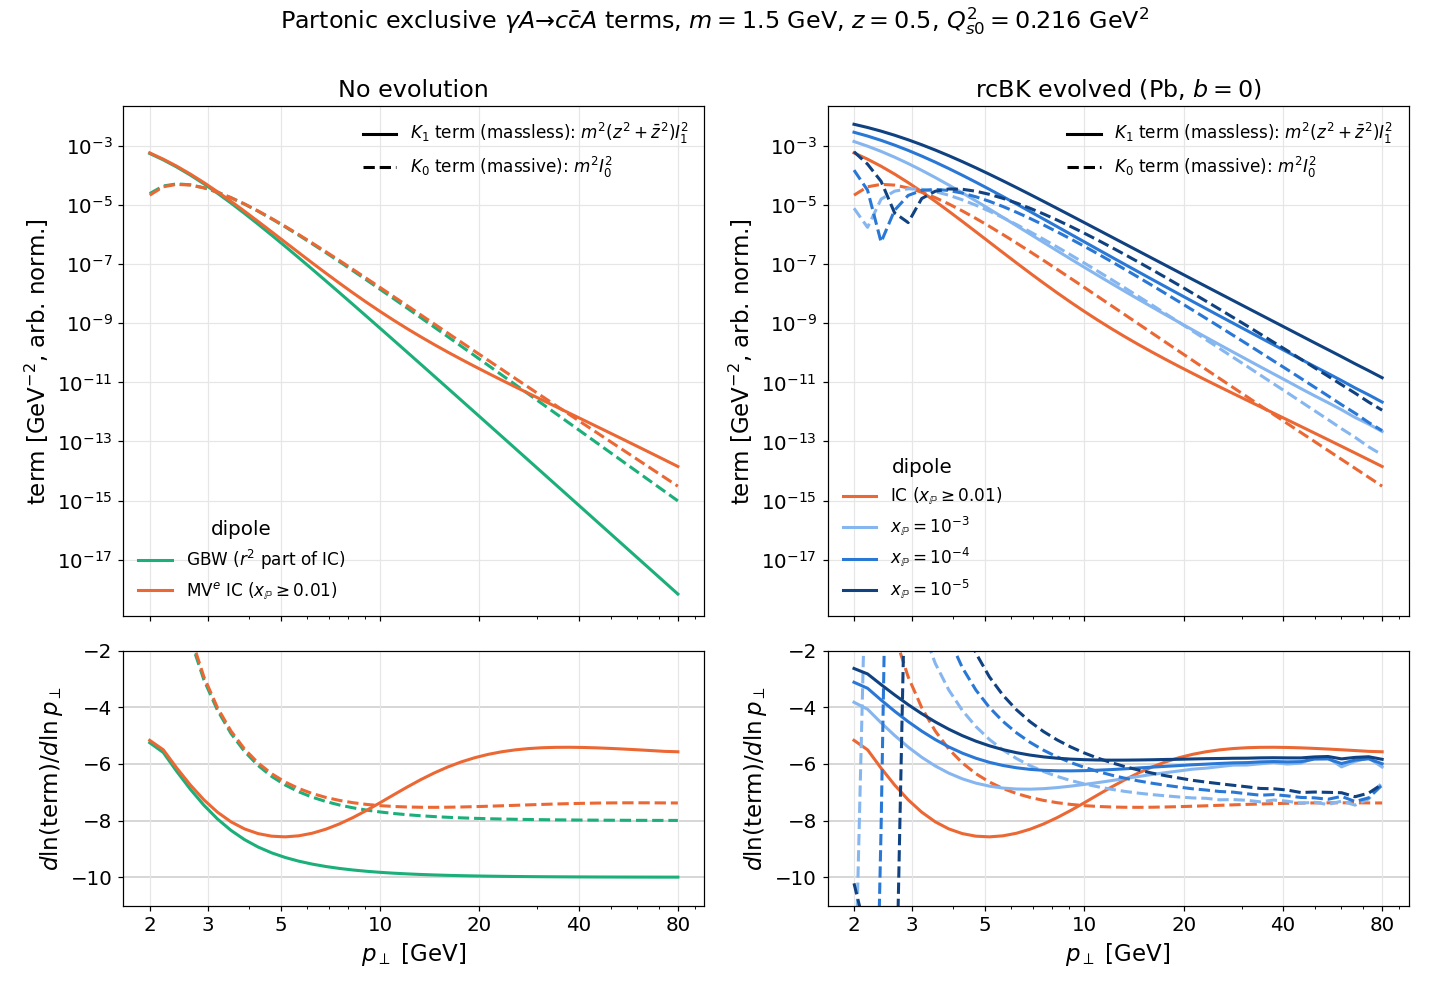 Partonic exclusive γA→cc̄A terms, m = 1.5 GeV, z = 0.5, Q²ₛ₀ = 0.216 GeV²
No evolution
K₁ term (massless): m²(z² + z̄²)I₁²
K₀ term (massive): m²I₀²
10⁻³
10⁻⁵
10⁻⁷
10⁻⁹
10⁻¹¹
10⁻¹³
10⁻¹⁵
10⁻¹⁷
term [GeV⁻², arb. norm.]
dipole
GBW (r² part of IC)
MVᵉ IC (x_ℙ ≥ 0.01)
rcBK evolved (Pb, b = 0)
K₁ term (massless): m²(z² + z̄²)I₁²
K₀ term (massive): m²I₀²
10⁻³
10⁻⁵
10⁻⁷
10⁻⁹
10⁻¹¹
10⁻¹³
10⁻¹⁵
10⁻¹⁷
term [GeV⁻², arb. norm.]
dipole
IC (x_ℙ ≥ 0.01)
x_ℙ = 10⁻³
x_ℙ = 10⁻⁴
x_ℙ = 10⁻⁵
−2
−4
−6
−8
−10
d ln(term)/d ln p⊥
2 3 5 10 20 40 80
p⊥ [GeV]
−2
−4
−6
−8
−10
d ln(term)/d ln p⊥
2 3 5 10 20 40 80
p⊥ [GeV]